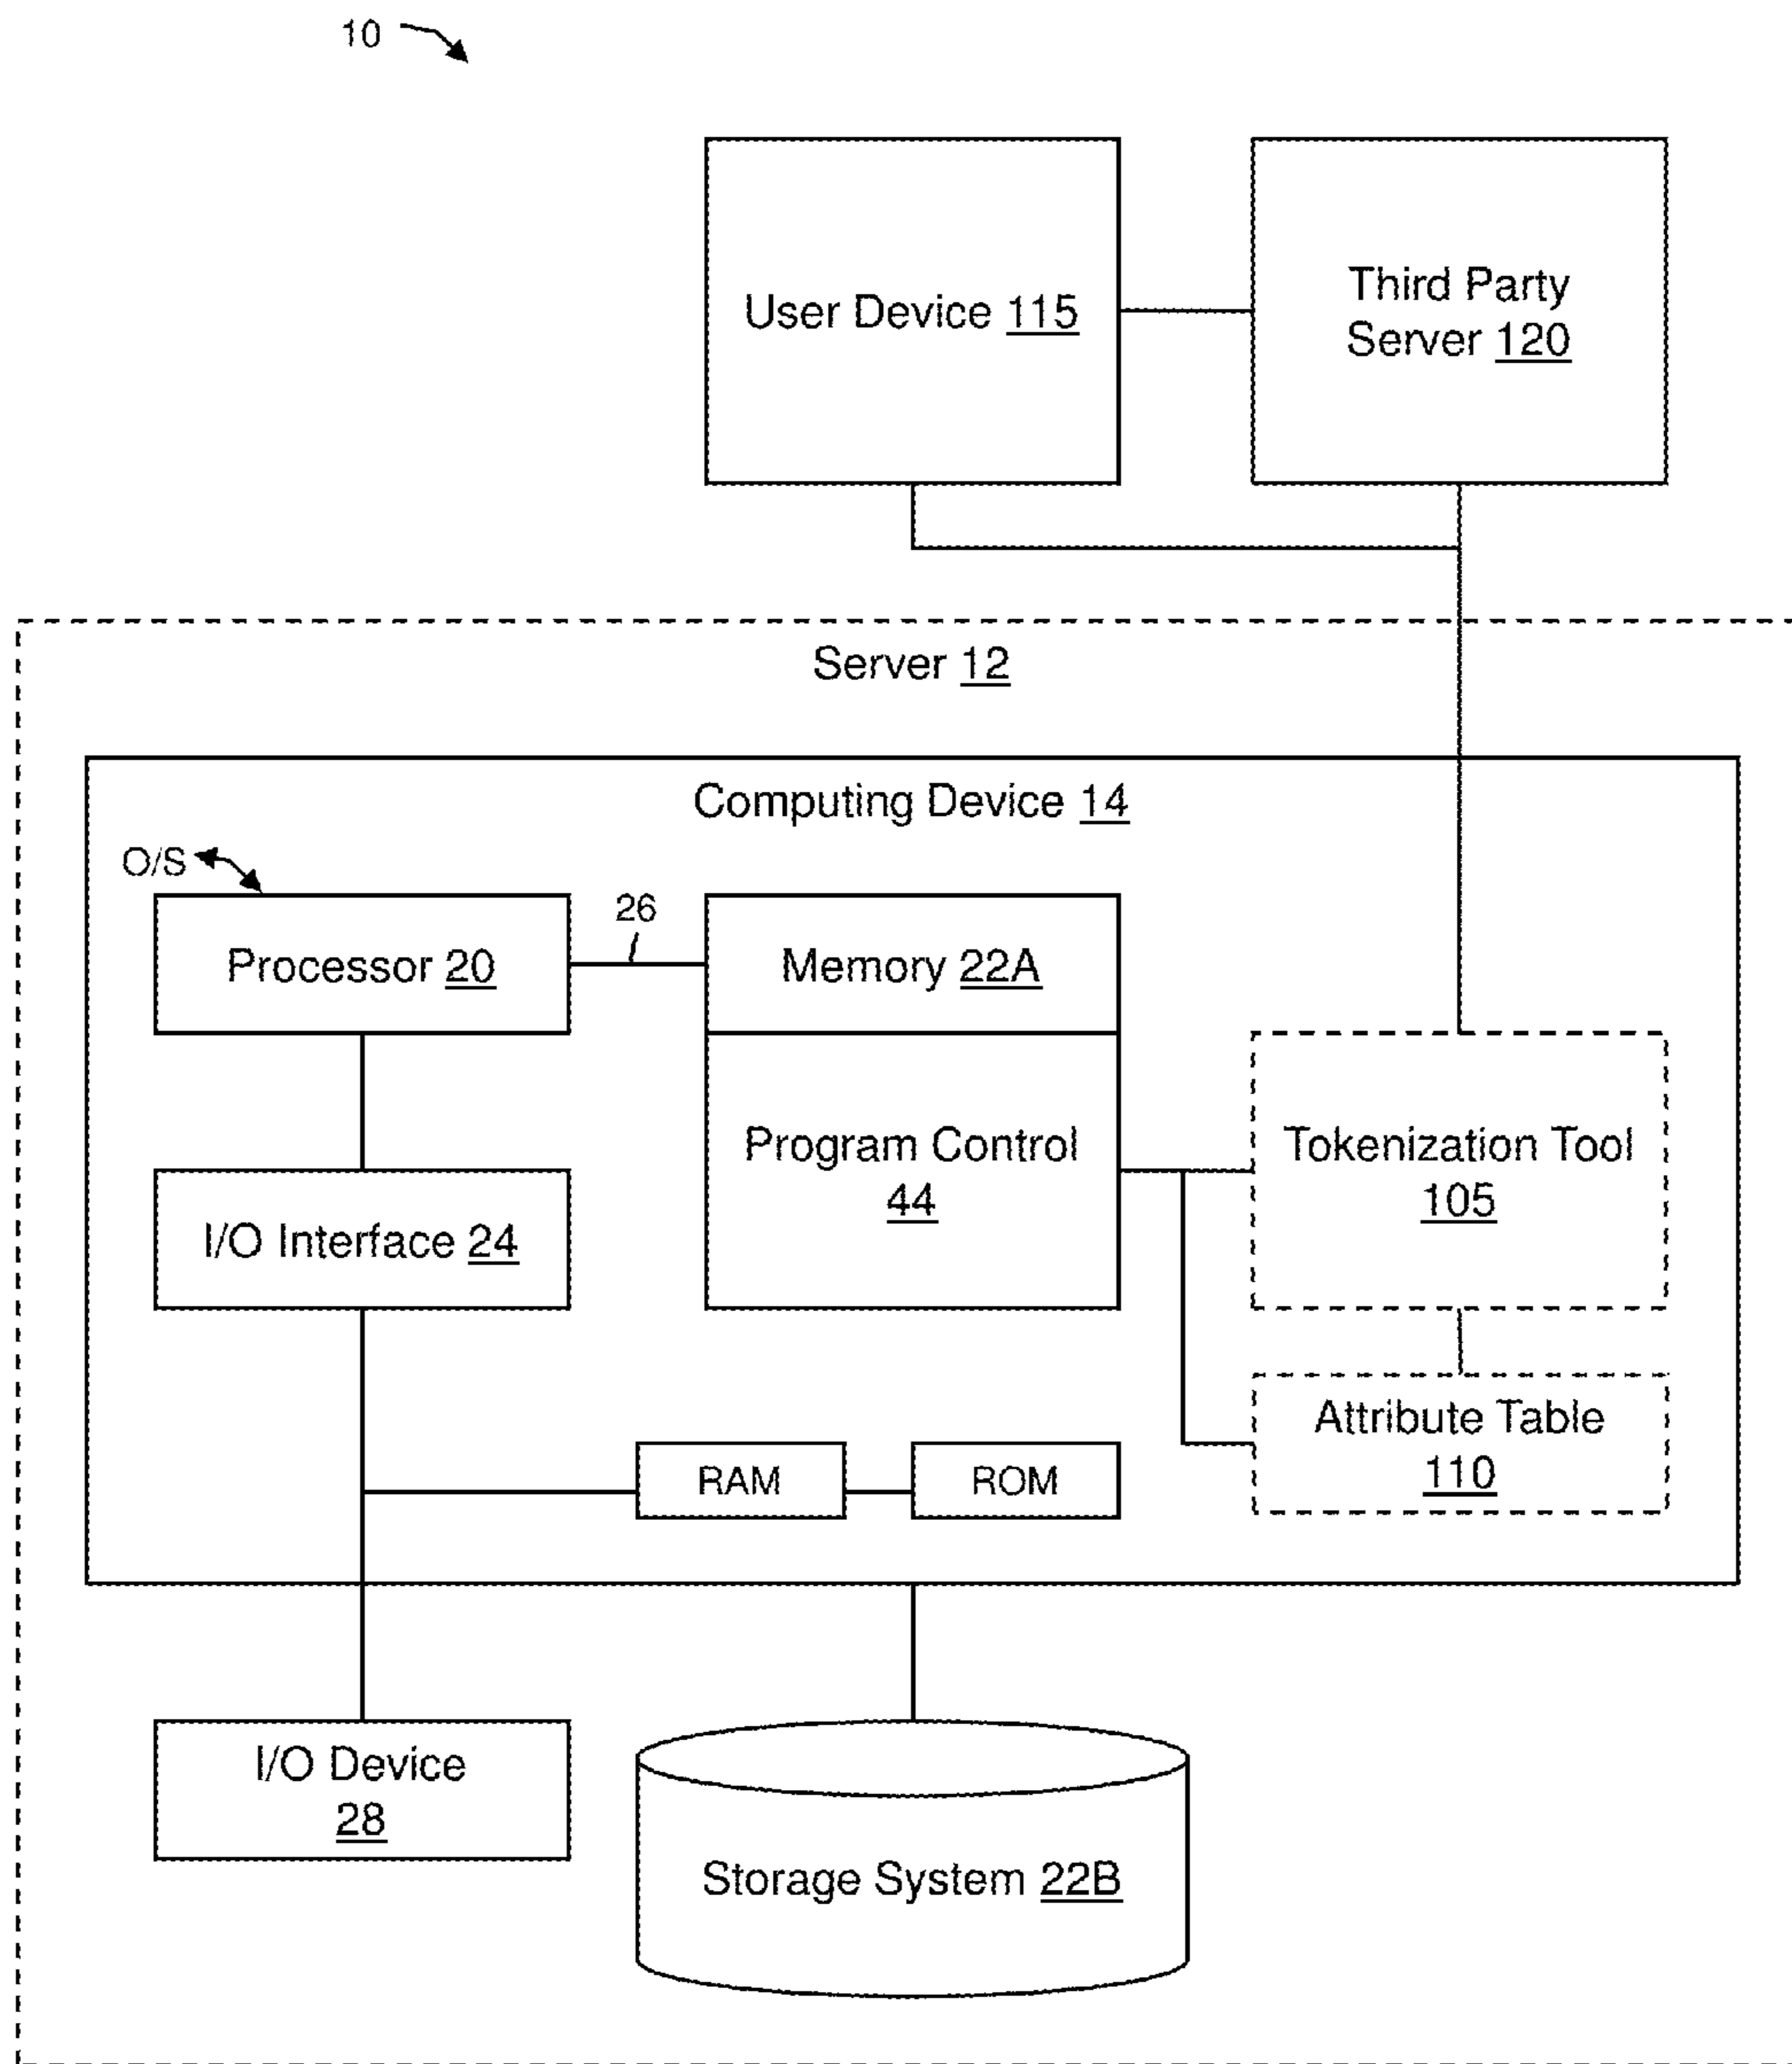 10
User Device 115
Third Party
Server 120
Server 12
Computing Device 14
O/S
26
Processor 20
Memory 22A
Program Control
44
Tokenization Tool
105
I/O Interface 24
Attribute Table
110
RAM
ROM
I/O Device
28
Storage System 22B